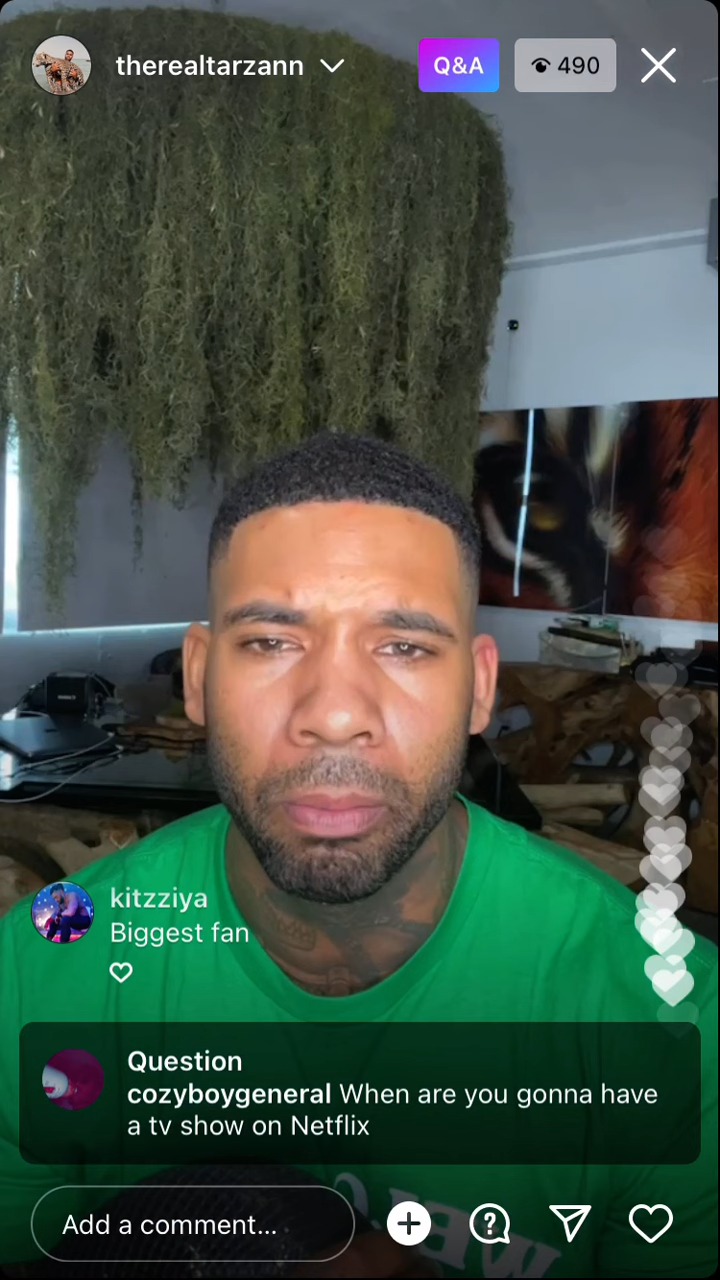 therealtarzann
Q&A
490
kitzziya
Biggest fan
Question
cozyboygeneral When are you gonna have
a tv show on Netflix
Add a comment...